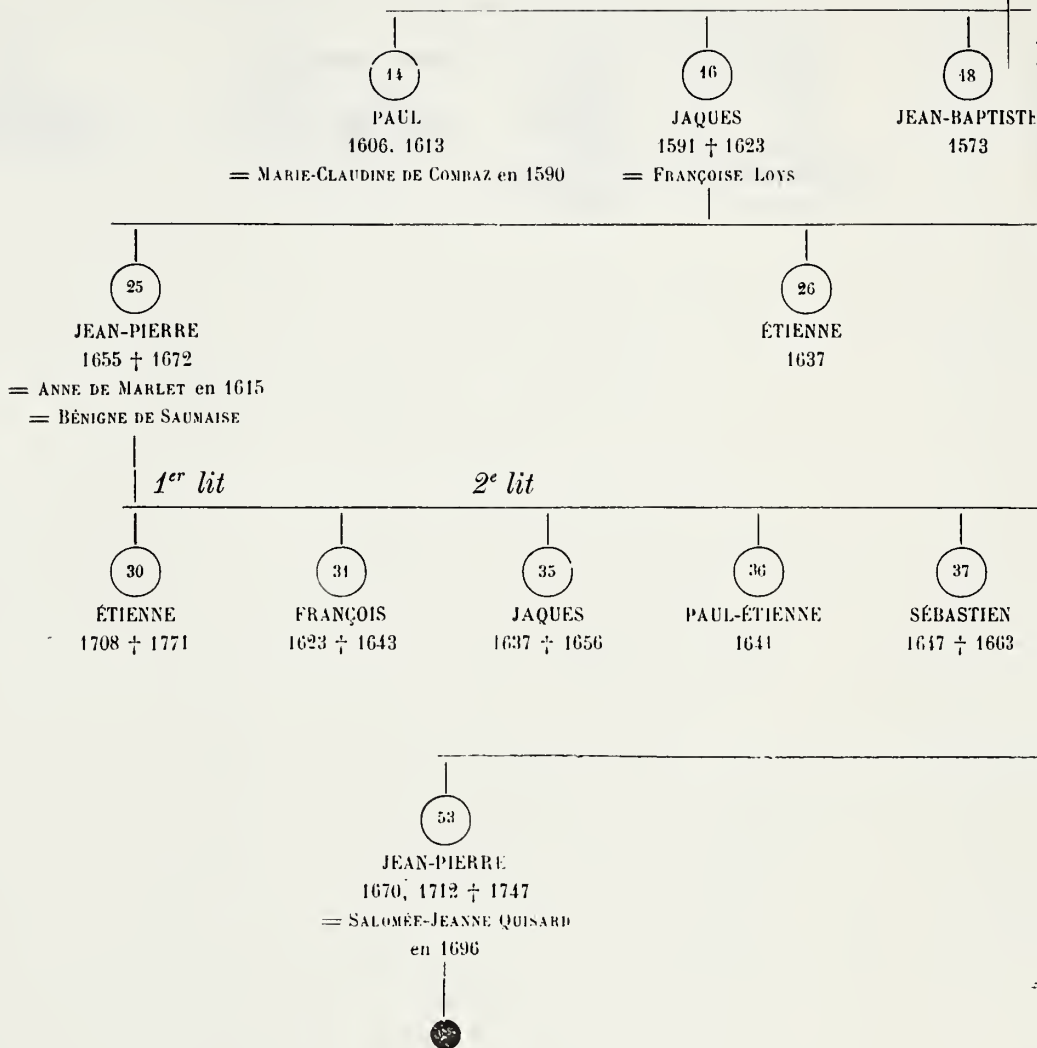 14
PAUL
1606. 1613
= MARIE-CLAUDINE DE COMBAZ en 1590
16
JAQUES
1591 † 1623
= FRANÇOISE LOYS
18
JEAN-BAPTISTE
1573
25
JEAN-PIERRE
1655 † 1672
= ANNE DE MARLET en 1615
= BÉNIGNE DE SAUMAISE
26
ÉTIENNE
1637
1er lit
2e lit
30
ÉTIENNE
1708 † 1771
31
FRANÇOIS
1623 † 1643
35
JAQUES
1637 † 1656
36
PAUL-ÉTIENNE
1641
37
SÉBASTIEN
1647 † 1663
53
JEAN-PIERRE
1670, 1712 † 1747
= SALOMÉE-JEANNE QUISARD
en 1696